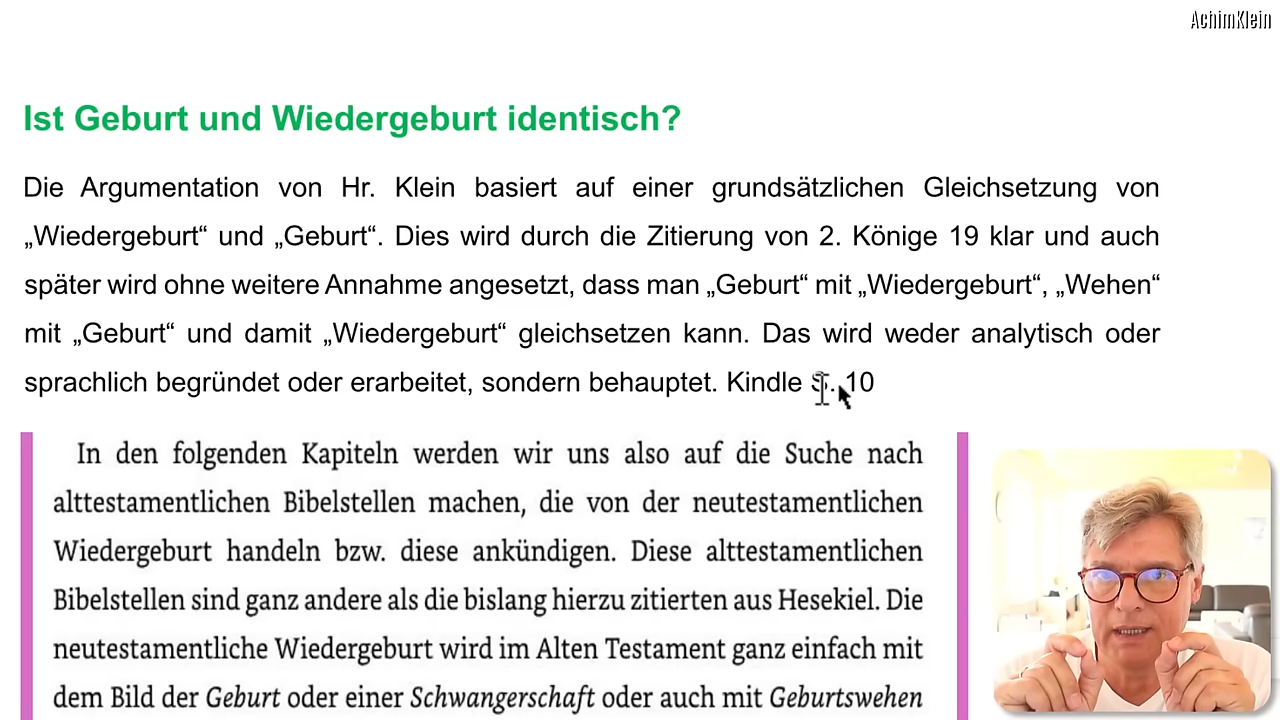 AchimKlein
Ist Geburt und Wiedergeburt identisch?
Die Argumentation von Hr. Klein basiert auf einer grundsätzlichen Gleichsetzung von
„Wiedergeburt“ und „Geburt“. Dies wird durch die Zitierung von 2. Könige 19 klar und auch
später wird ohne weitere Annahme angesetzt, dass man „Geburt“ mit „Wiedergeburt“, „Wehen“
mit „Geburt“ und damit „Wiedergeburt“ gleichsetzen kann. Das wird weder analytisch oder
sprachlich begründet oder erarbeitet, sondern behauptet. Kindle S. 10
In den folgenden Kapiteln werden wir uns also auf die Suche nach
alttestamentlichen Bibelstellen machen, die von der neutestamentlichen
Wiedergeburt handeln bzw. diese ankündigen. Diese alttestamentlichen
Bibelstellen sind ganz andere als die bislang hierzu zitierten aus Hesekiel. Die
neutestamentliche Wiedergeburt wird im Alten Testament ganz einfach mit
dem Bild der Geburt oder einer Schwangerschaft oder auch mit Geburtswehen